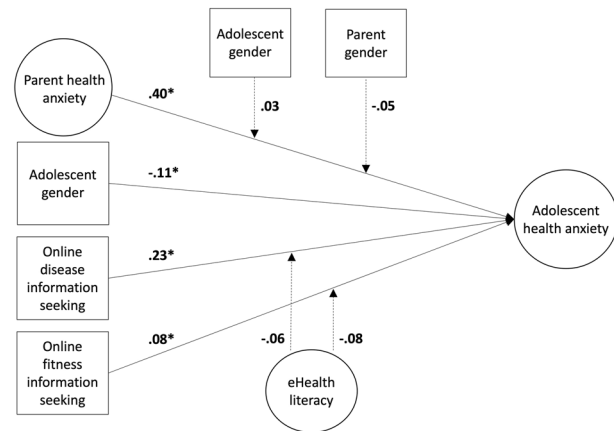 Adolescent
gender
Parent
gender
Parent health
anxiety
.40*
.03
-.05
Adolescent
gender
-.11*
Adolescent
health anxiety
Online
disease
information
seeking
.23*
Online
fitness
information
seeking
.08*
-.06
-.08
eHealth
literacy